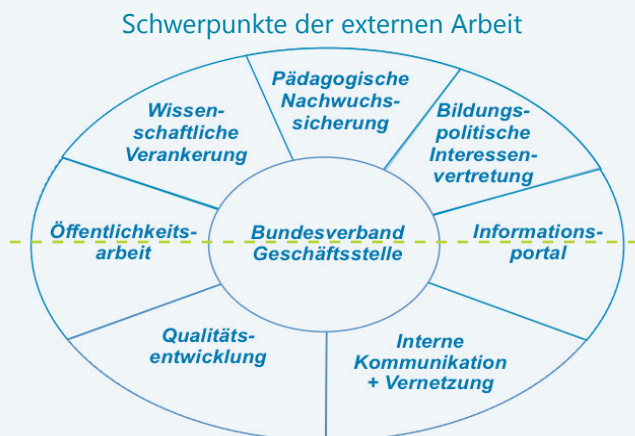 Schwerpunkte der externen Arbeit
Pädagogische
Nachwuchs-
sicherung
Wissen-
schaftliche
Verankerung
Bildungs-
politische
Interessen-
vertretung
Öffentlichkeits-
arbeit
Bundesverband
Geschäftsstelle
Informations-
portal
Qualitäts-
entwicklung
Interne
Kommunikation
+ Vernetzung